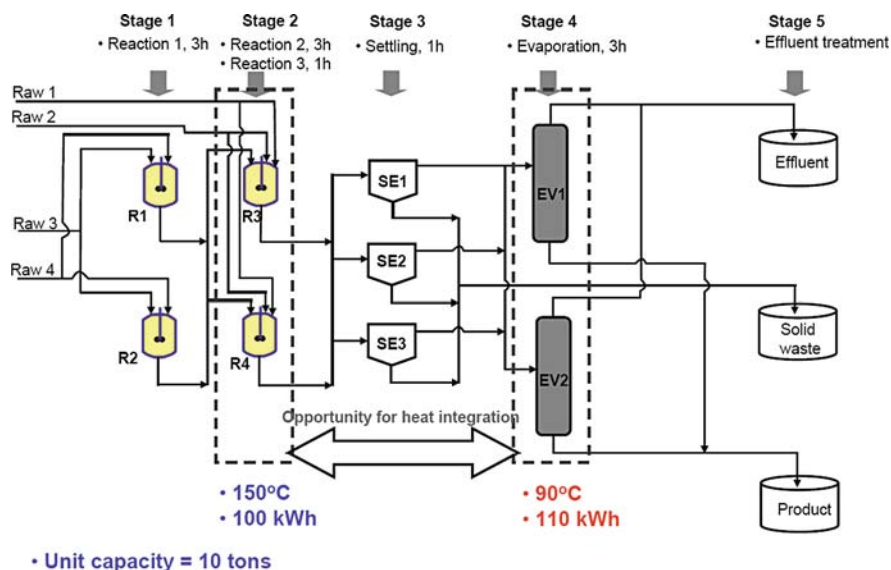 Stage 1
• Reaction 1, 3h
Stage 2
• Reaction 2, 3h
• Reaction 3, 1h
Stage 3
• Settling, 1h
Stage 4
• Evaporation, 3h
Stage 5
• Effluent treatment
Raw 1
Raw 2
Raw 3
Raw 4
R1
R2
R3
R4
SE1
SE2
SE3
EV1
EV2
Effluent
Solid
waste
Product
Opportunity for heat integration
• 150°C
• 100 kWh
• 90°C
• 110 kWh
• Unit capacity = 10 tons